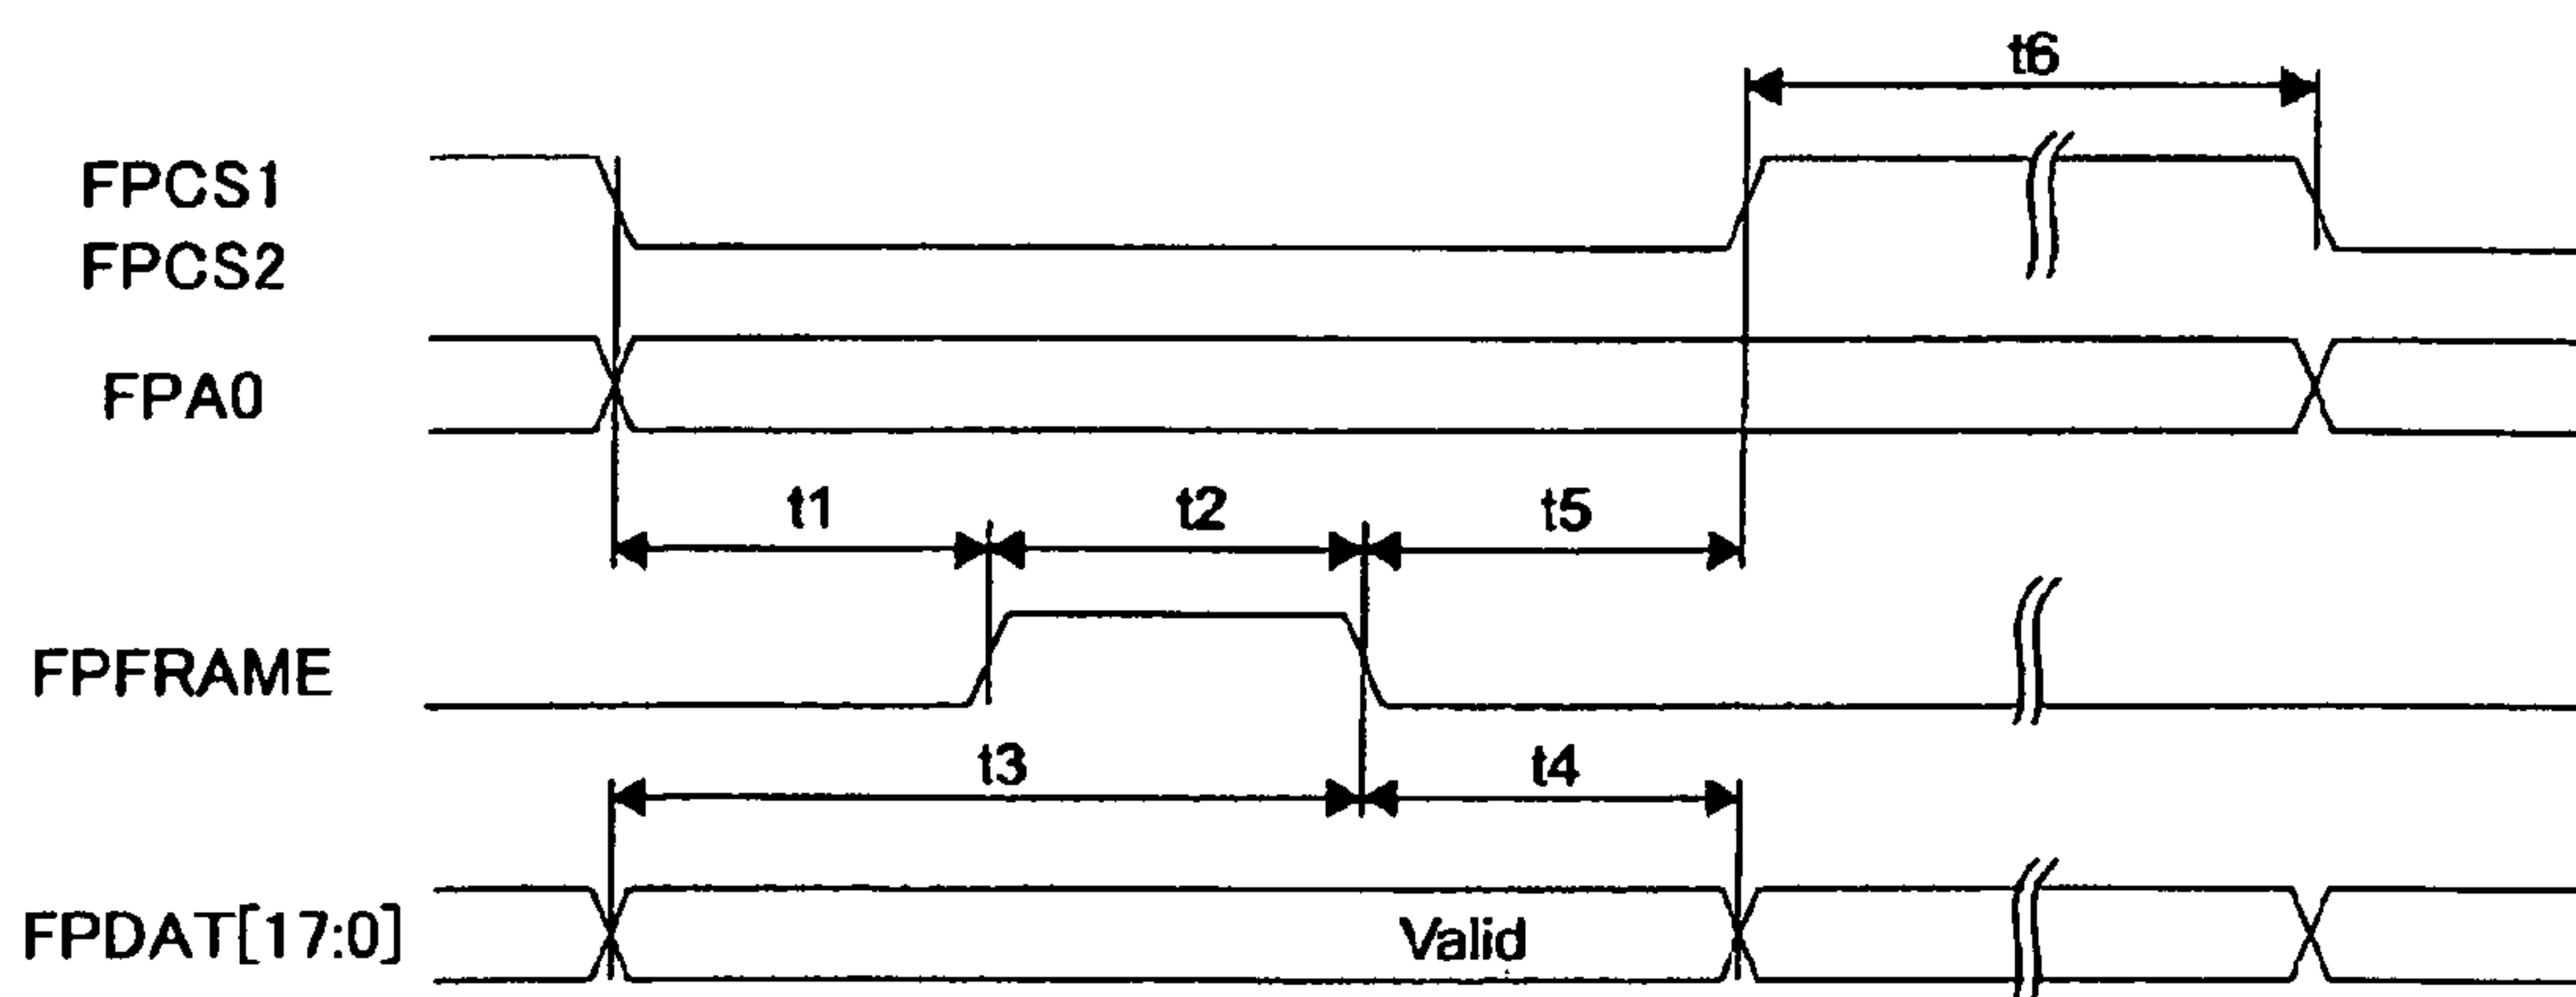 t6
FPCS1
FPCS2
FPA0
t1 t2 t5
FPFRAME
t3 t4
FPDAT[17:0] Valid